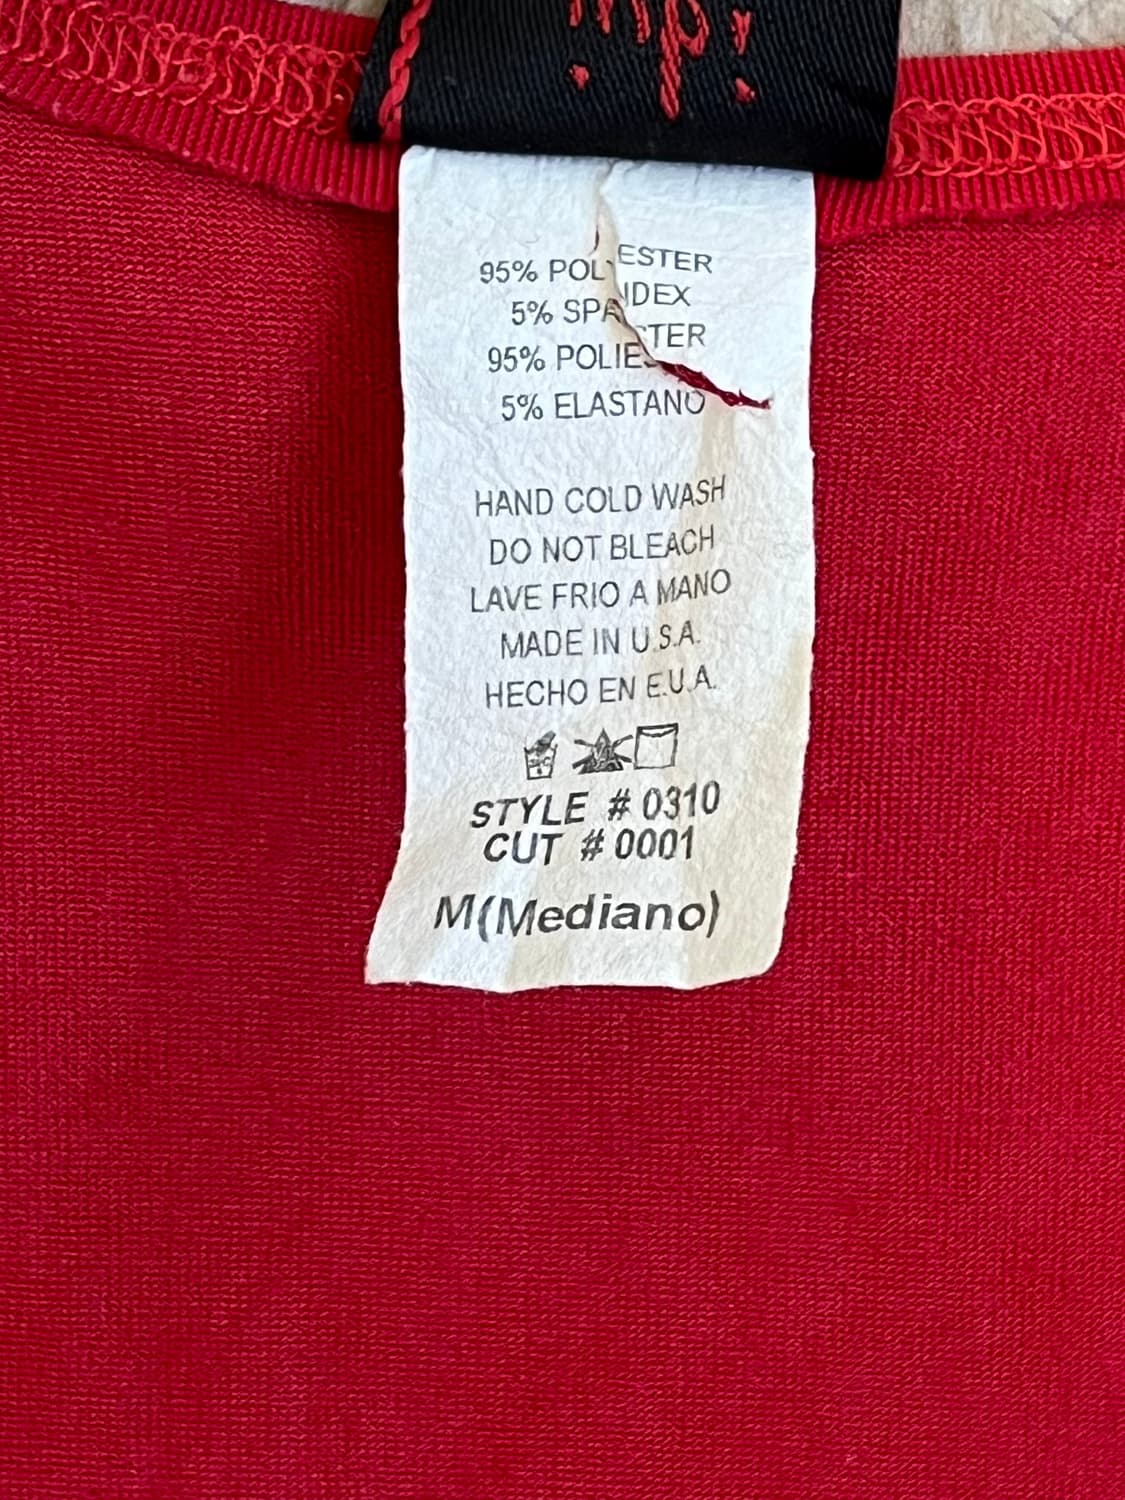 95% POLYESTER
5% SPANDEX
95% POLIESTER
5% ELASTANO
HAND COLD WASH
DO NOT BLEACH
LAVE FRIO A MANO
MADE IN U.S.A.
HECHO EN E.U.A.
STYLE # 0310
CUT # 0001
M(Mediano)